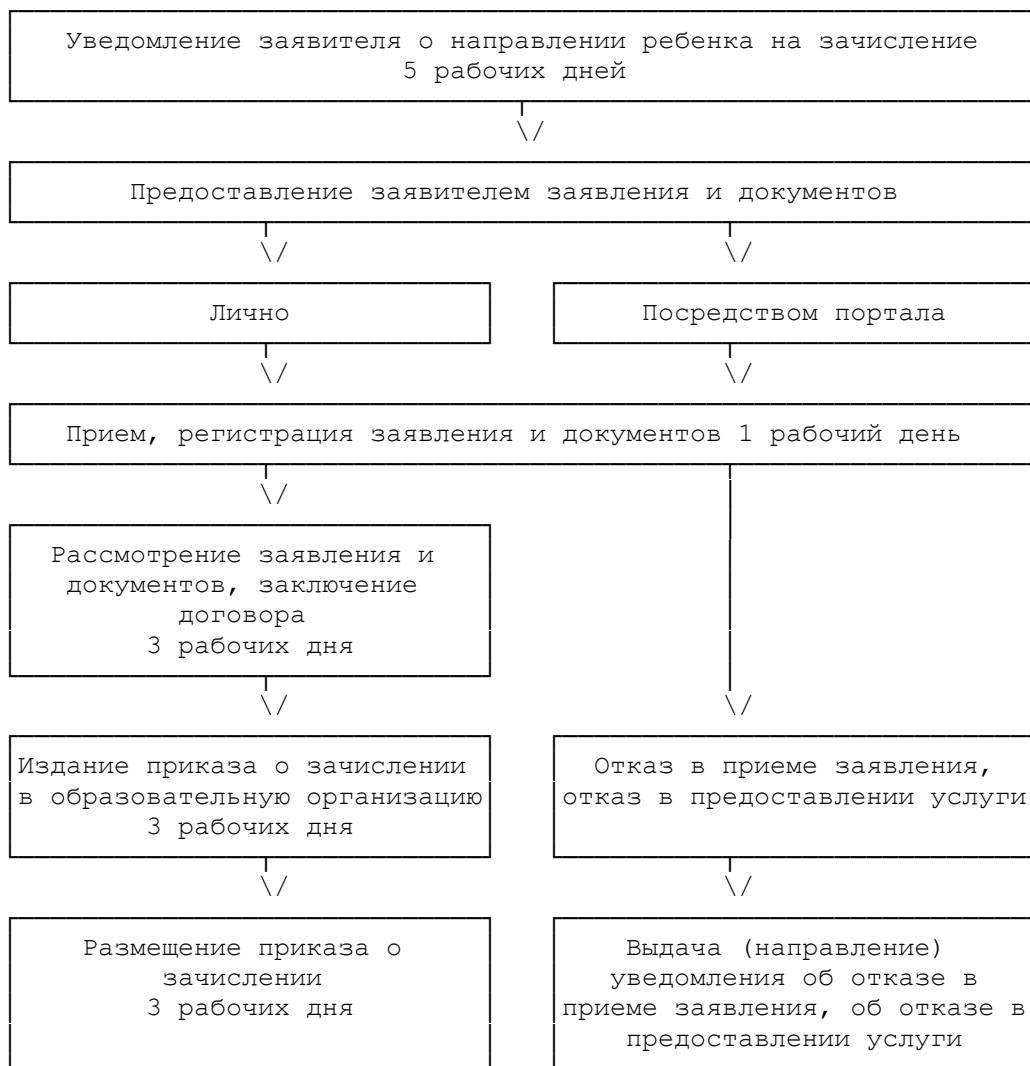 Уведомление заявителя о направлении ребенка на зачисление
5 рабочих дней
Предоставление заявителем заявления и документов
Лично
Посредством портала
Прием, регистрация заявления и документов 1 рабочий день
Рассмотрение заявления и
документов, заключение
договора
3 рабочих дня
Издание приказа о зачислении
в образовательную организацию
3 рабочих дня
Отказ в приеме заявления,
отказ в предоставлении услуги
Размещение приказа о
зачислении
3 рабочих дня
Выдача (направление)
уведомления об отказе в
приеме заявления, об отказе в
предоставлении услуги